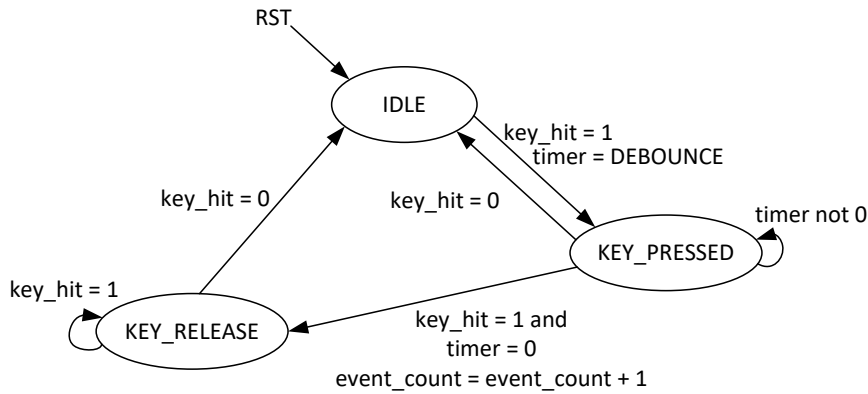 RST
IDLE
key_hit = 1
timer = DEBOUNCE
key_hit = 0
key_hit = 0
timer not 0
KEY_PRESSED
key_hit = 1
KEY_RELEASE
key_hit = 1 and
timer = 0
event_count = event_count + 1